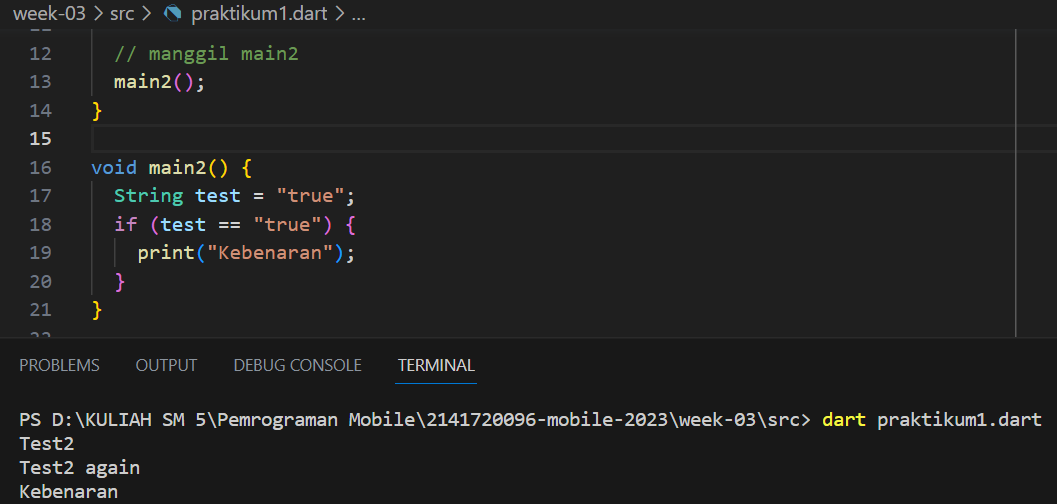 week-03 > src > praktikum1.dart > ...
12 // manggil main2
13 main2();
14 }
15
16 void main2() {
17 String test = "true";
18 if (test == "true") {
19 print("Kebenaran");
20 }
21 }
PROBLEMS OUTPUT DEBUG CONSOLE TERMINAL
PS D:\KULIAH SM 5\Pemrograman Mobile\2141720096-mobile-2023\week-03\src> dart praktikum1.dart
Test2
Test2 again
Kebenaran